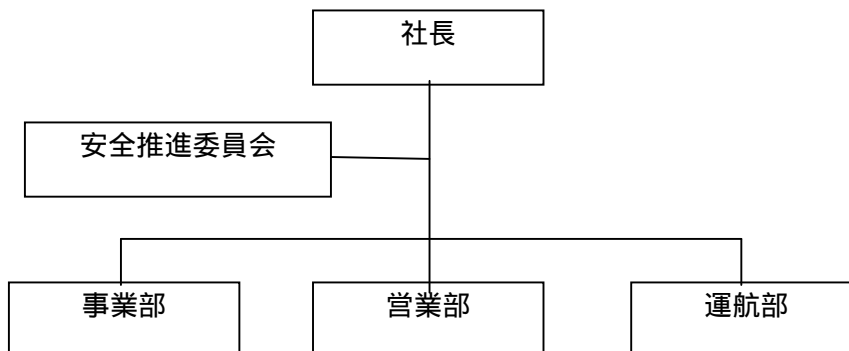 社長
安全推進委員会
事業部
営業部
運航部